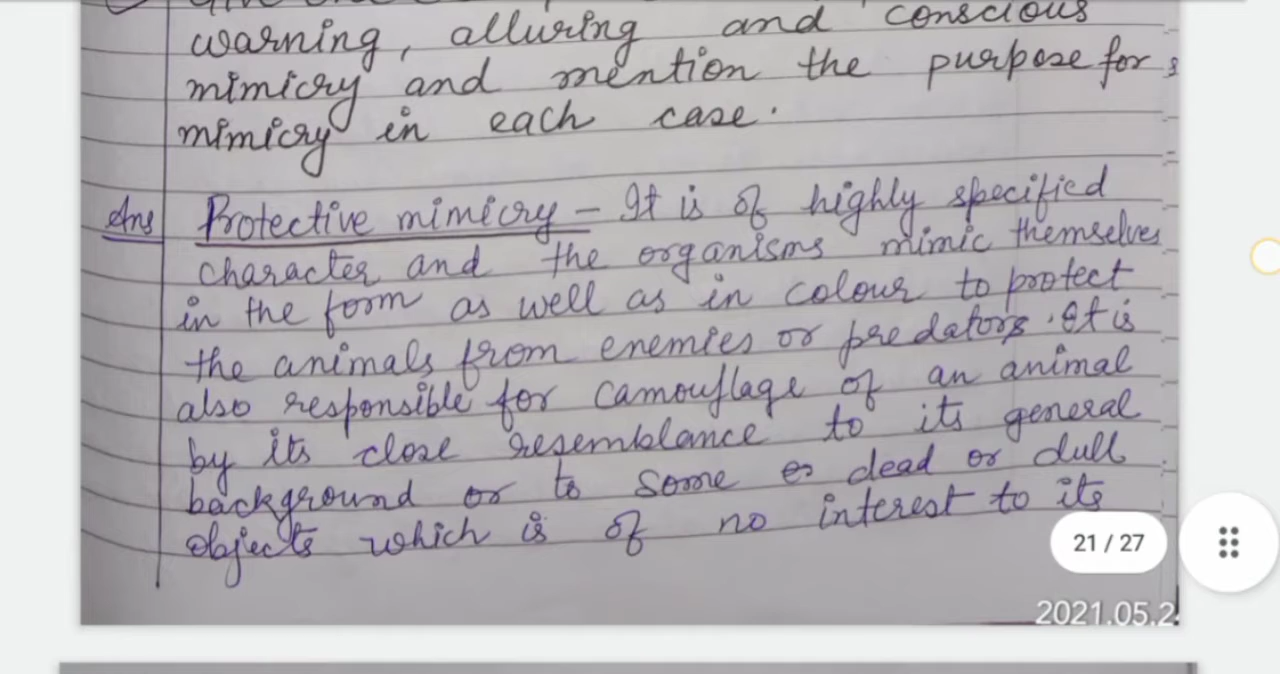 warning, alluring and conscious
mimicry and mention the purpose for
mimicry in each case.
Ans Protective mimicry - It is of highly specified
character and the organisms mimic themselves
in the form as well as in colour to protect
the animals from enemies or predators. It is
also responsible for camouflage of an animal
by its close resemblance to its general
background or to some dead or dull
objects which is of no interest to its
21 / 27
2021.05.2